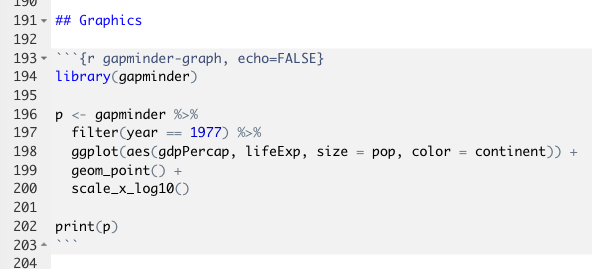 190
191 ## Graphics
192
193 ```{r gapminder-graph, echo=FALSE}
194 library(gapminder)
195
196 p <- gapminder %>%
197   filter(year == 1977) %>%
198   ggplot(aes(gdpPercap, lifeExp, size = pop, color = continent)) +
199   geom_point() +
200   scale_x_log10()
201
202 print(p)
203 ```
204